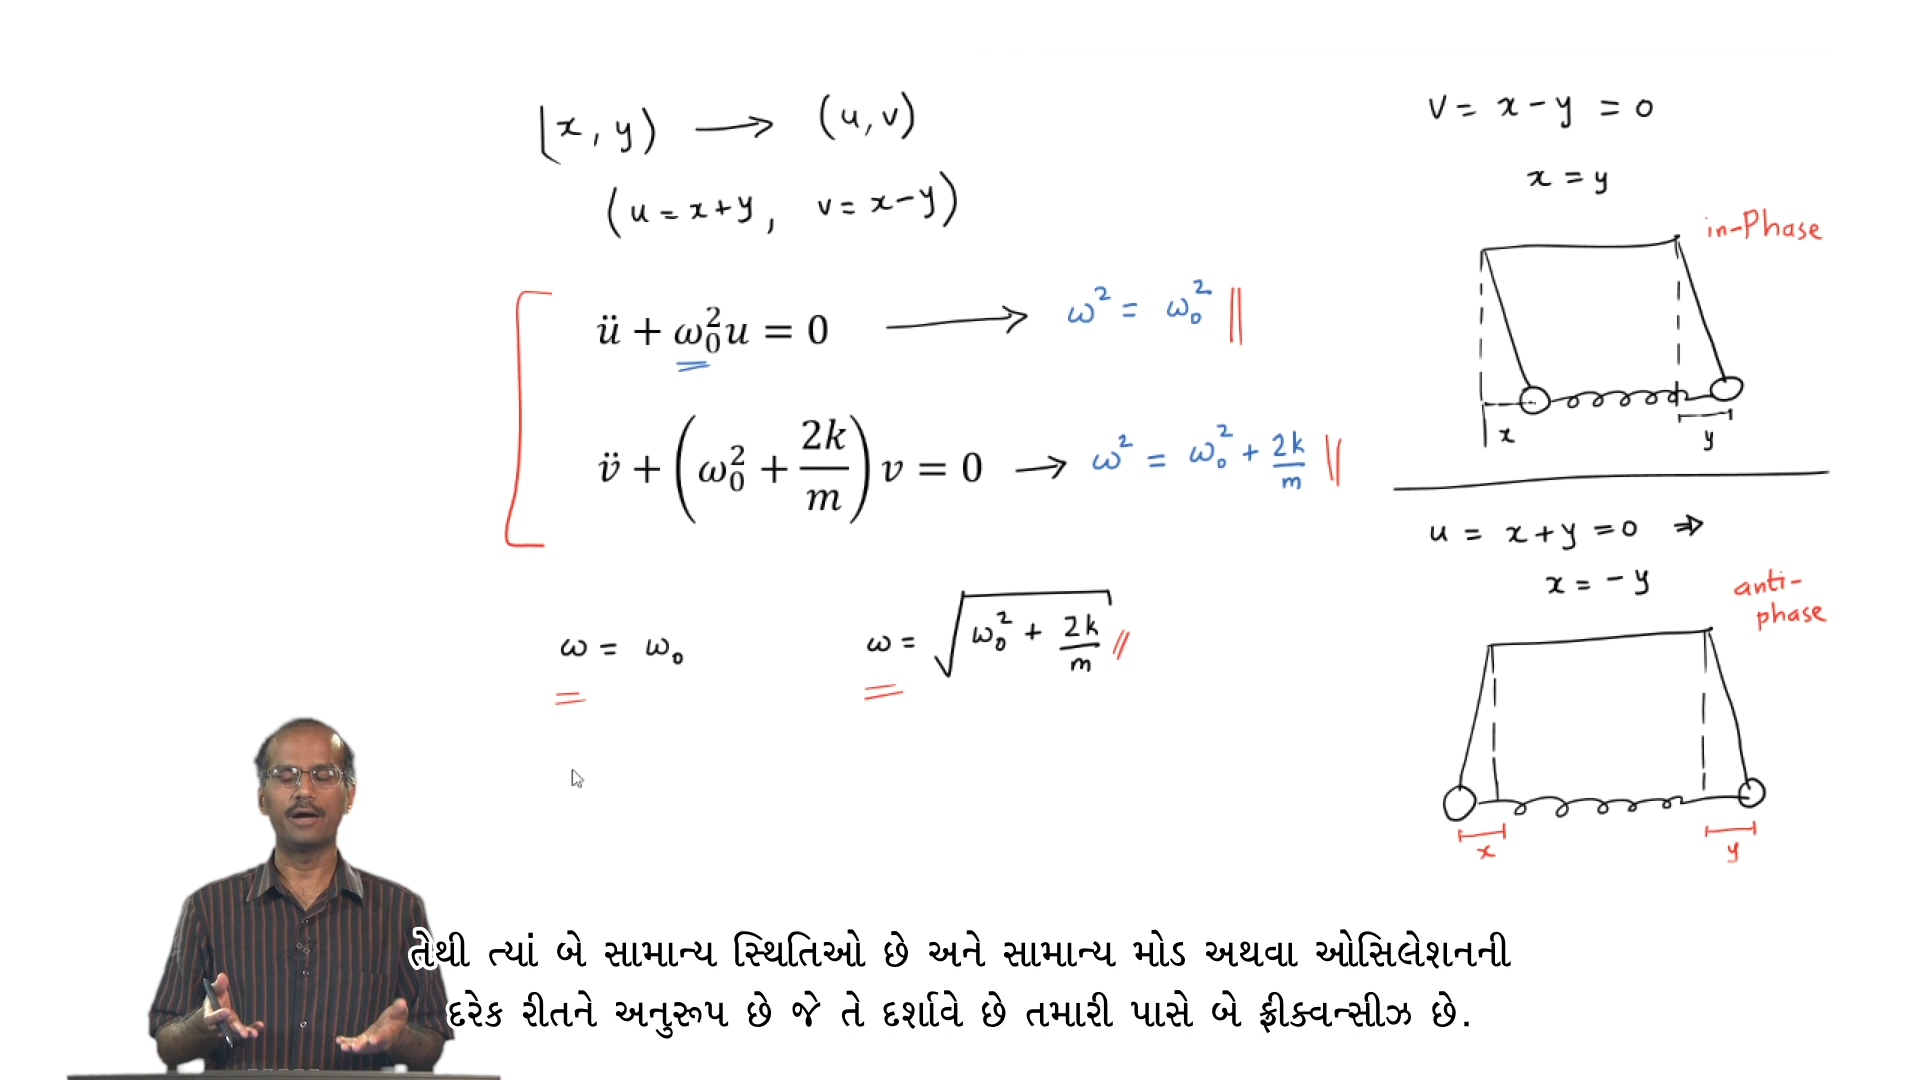 (x, y) → (u, v)
(u = x+y, v = x-y)
ü + ω₀²u = 0 → ω² = ω₀²
v̈ + (ω₀² + 2k/m) v = 0 → ω² = ω₀² + 2k/m
ω = ω₀ ω = √(ω₀² + 2k/m)
v = x - y = 0
x = y
in-Phase
x y
u = x + y = 0 ⇒
x = - y
anti-
phase
x y
તેથી ત્યાં બે સામાન્ય સ્થિતિઓ છે અને સામાન્ય મોડ અથવા ઓસિલેશનની
દરેક રીતને અનુરૂપ છે જે તે દર્શાવે છે તમારી પાસે બે ફ્રીક્વન્સીઝ છે.